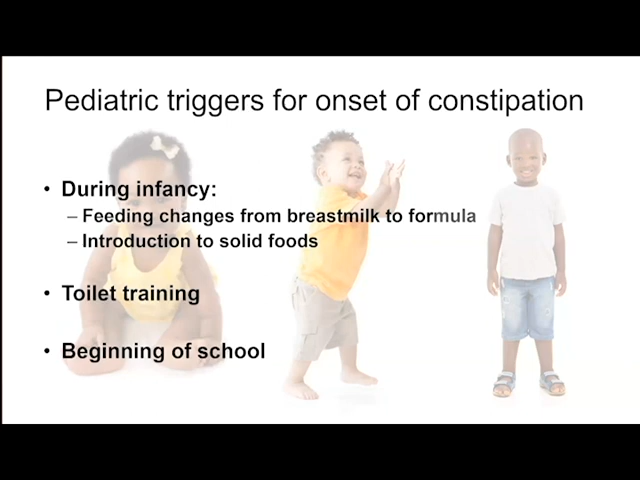 Pediatric triggers for onset of constipation
• During infancy:
– Feeding changes from breastmilk to formula
– Introduction to solid foods
• Toilet training
• Beginning of school